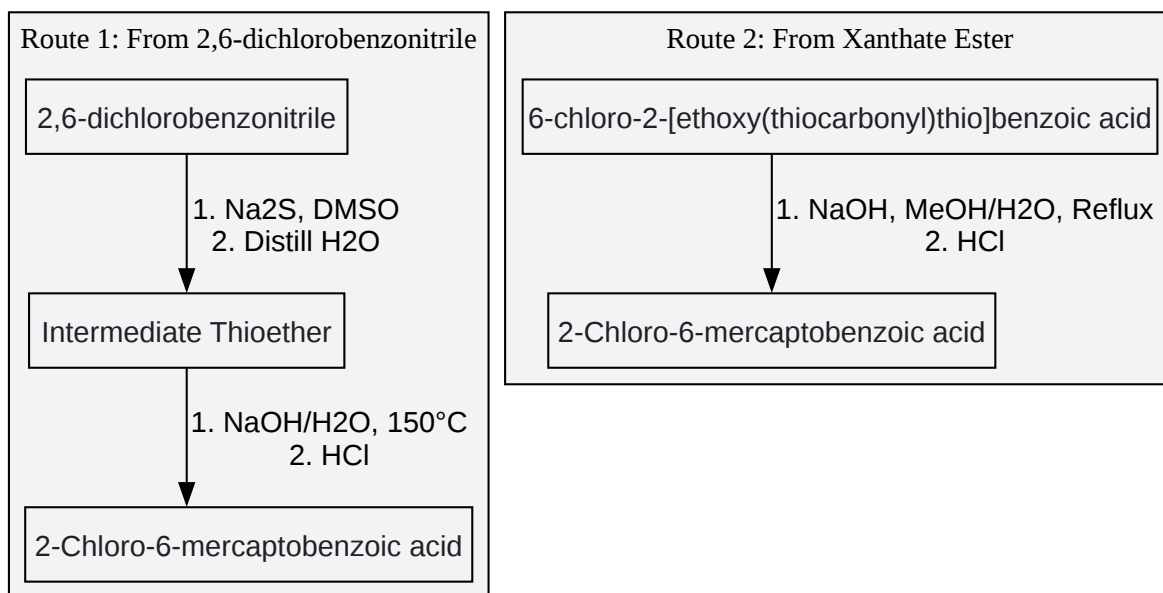 Route 1: From 2,6-dichlorobenzonitrile
2,6-dichlorobenzonitrile
1. Na2S, DMSO
2. Distill H2O
Intermediate Thioether
1. NaOH/H2O, 150°C
2. HCl
2-Chloro-6-mercaptobenzoic acid
Route 2: From Xanthate Ester
6-chloro-2-[ethoxy(thiocarbonyl)thio]benzoic acid
1. NaOH, MeOH/H2O, Reflux
2. HCl
2-Chloro-6-mercaptobenzoic acid